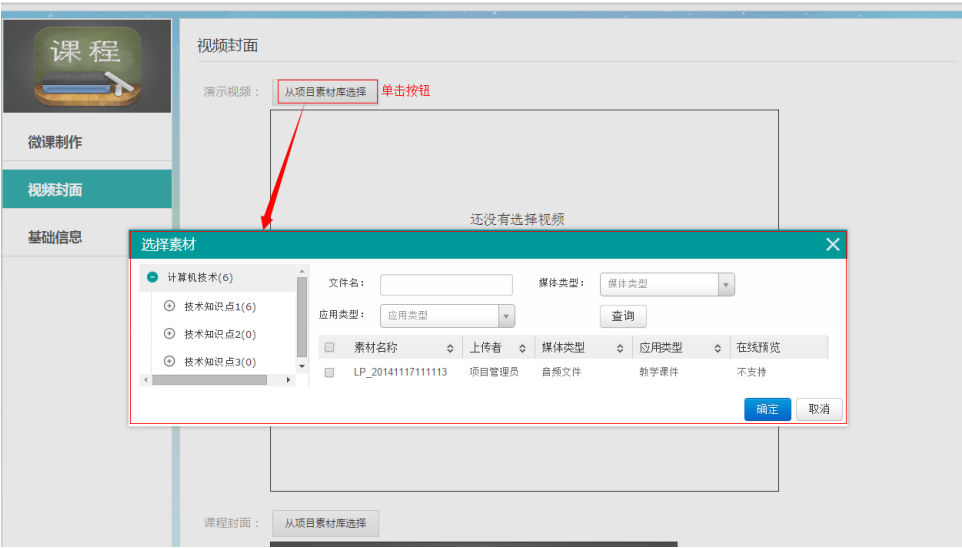 课程
视频封面
演示视频： 从项目素材库选择 单击按钮
微课制作
视频封面
还没有选择视频
基础信息
选择素材
计算机技术(6)
文件名：
媒体类型： 媒体类型
技术知识点1(6)
应用类型： 应用类型
查询
技术知识点2(0)
素材名称 上传者 媒体类型 应用类型 在线预览
技术知识点3(0)
LP_20141117111113 项目管理员 音频文件 教学课件 不支持
确定 取消
课程封面： 从项目素材库选择